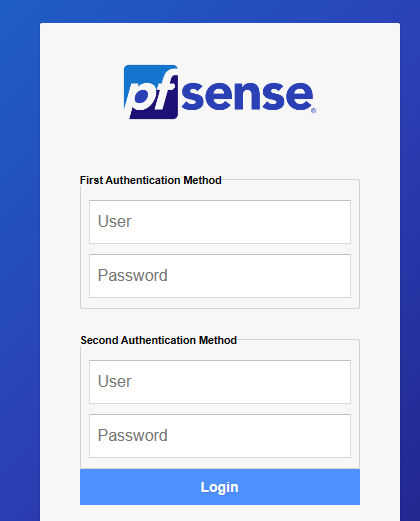 pfsense®
First Authentication Method
User
Password
Second Authentication Method
User
Password
Login